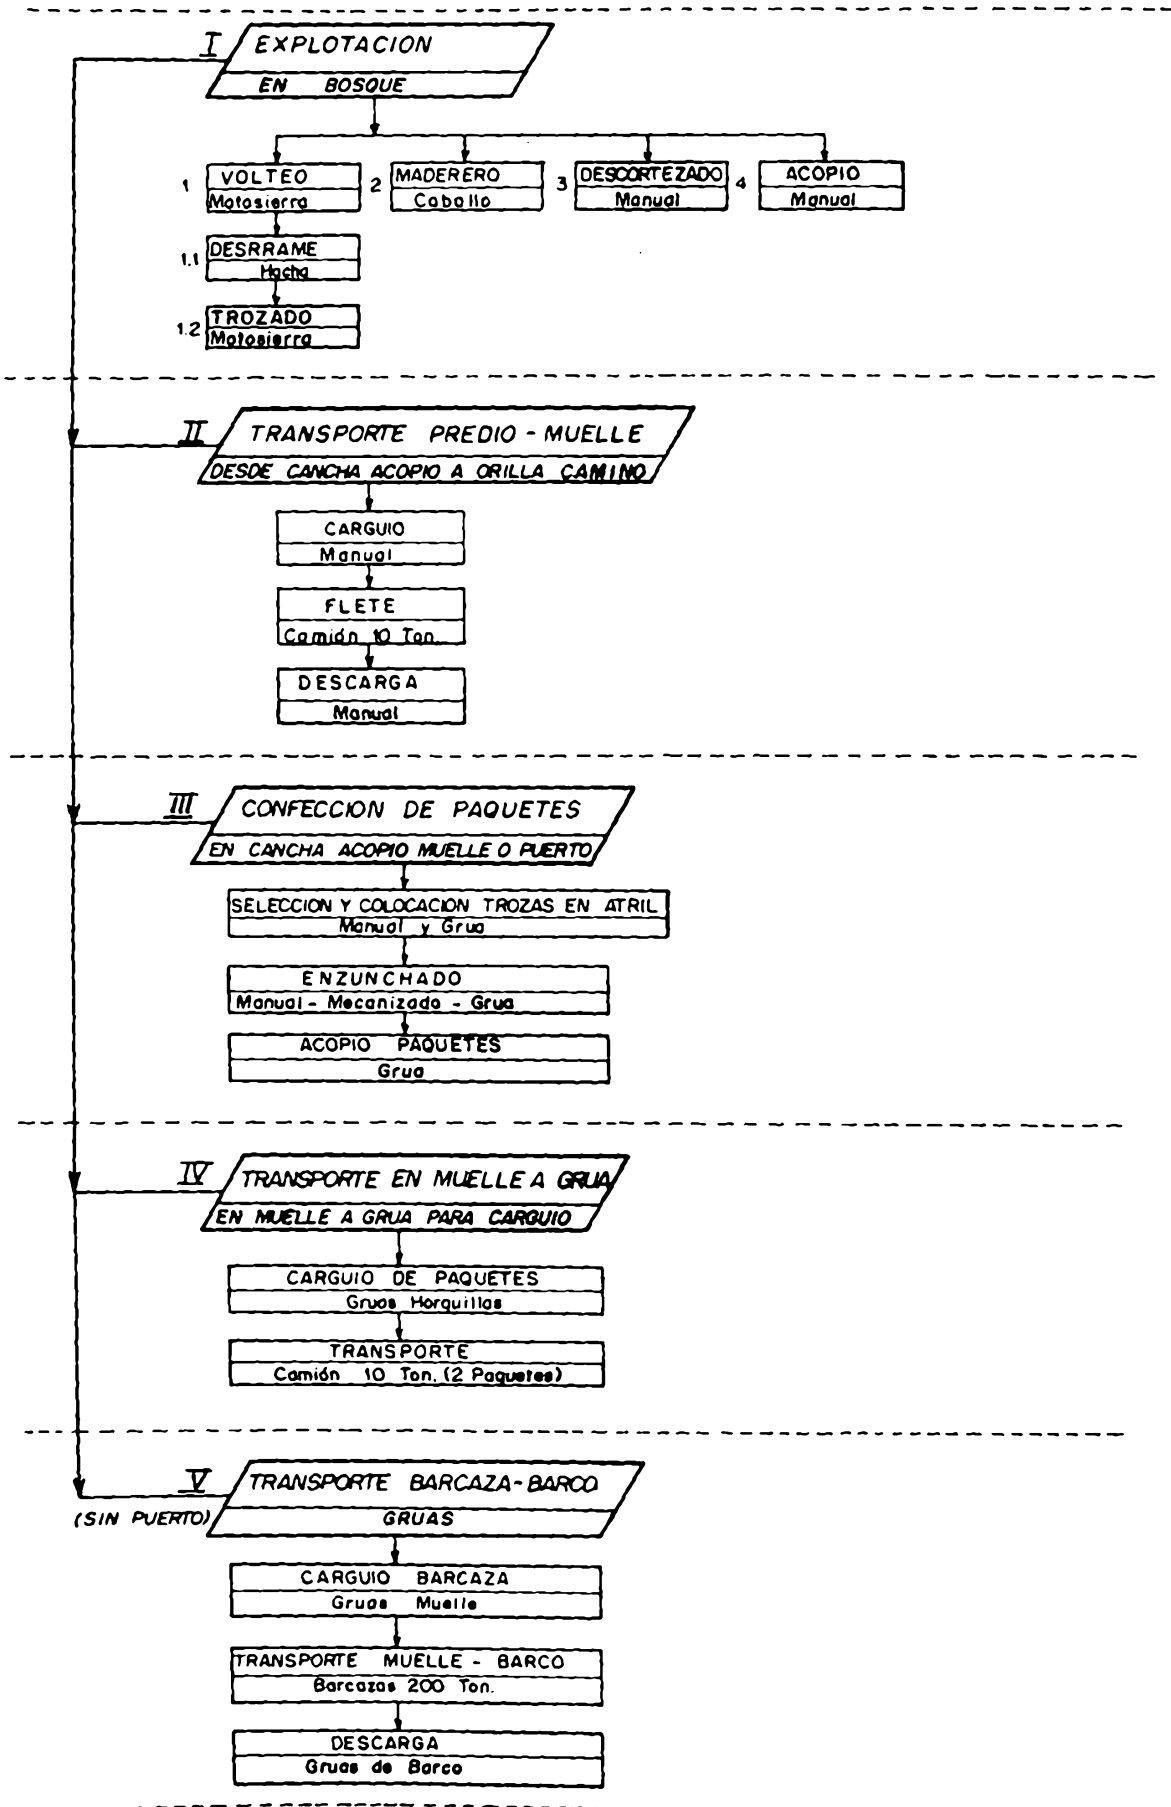 I
EXPLOTACION
EN BOSQUE
1
VOLTEO
Motosierra
2
MADERERO
Caballo
3
DESCORTEZADO
Manual
4
ACOPIO
Manual
1.1
DESRRAME
Hacha
1.2
TROZADO
Motosierra
II
TRANSPORTE PREDIO - MUELLE
DESDE CANCHA ACOPIO A ORILLA CAMINO
CARGUIO
Manual
FLETE
Camión 10 Ton.
DESCARGA
Manual
III
CONFECCION DE PAQUETES
EN CANCHA ACOPIO MUELLE O PUERTO
SELECCION Y COLOCACION TROZAS EN ATRIL
Manual y Grua
ENZUNCHADO
Manual - Mecanizado - Grua
ACOPIO PAQUETES
Grua
IV
TRANSPORTE EN MUELLE A GRUA
EN MUELLE A GRUA PARA CARGUIO
CARGUIO DE PAQUETES
Gruas Horquillas
TRANSPORTE
Camión 10 Ton. (2 Paquetes)
V
TRANSPORTE BARCAZA-BARCO
(SIN PUERTO)
GRUAS
CARGUIO BARCAZA
Gruas Muelle
TRANSPORTE MUELLE - BARCO
Barcazas 200 Ton.
DESCARGA
Gruas de Barco